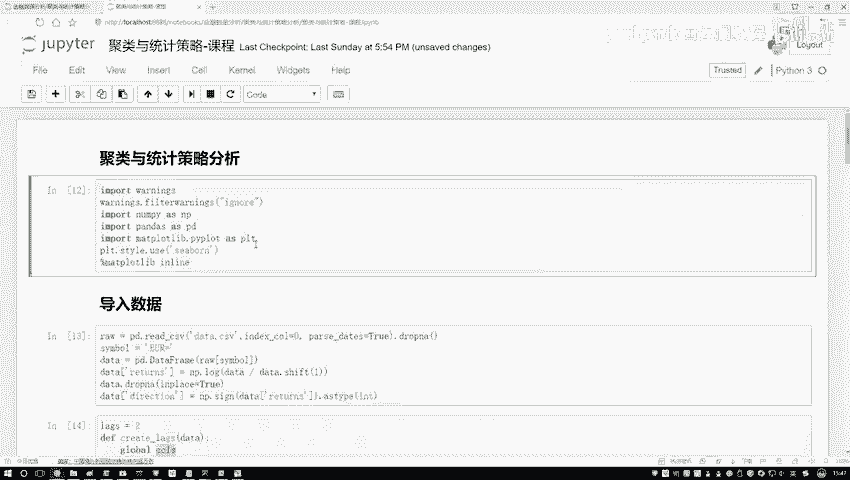 http://localhost:8888/notebooks/
jupyter 聚类与统计策略-课程 Last Checkpoint: Last Sunday at 5:54 PM (unsaved changes)
Logout
File Edit View Insert Cell Kernel Widgets Help
Trusted Python 3
Code
聚类与统计策略分析
In [12]:
import warnings
warnings.filterwarnings("ignore")
import numpy as np
import pandas as pd
import matplotlib.pyplot as plt
plt.style.use('seaborn')
%matplotlib inline
导入数据
In [13]:
raw = pd.read_csv('data.csv',index_col=0, parse_dates=True).dropna()
symbol = 'EUR='
data = pd.DataFrame(raw[symbol])
data['returns'] = np.log(data / data.shift(1))
data.dropna(inplace=True)
data['direction'] = np.sign(data['returns']).astype(int)
In [14]:
lags = 2
def create_lags(data):
global cols
15:47